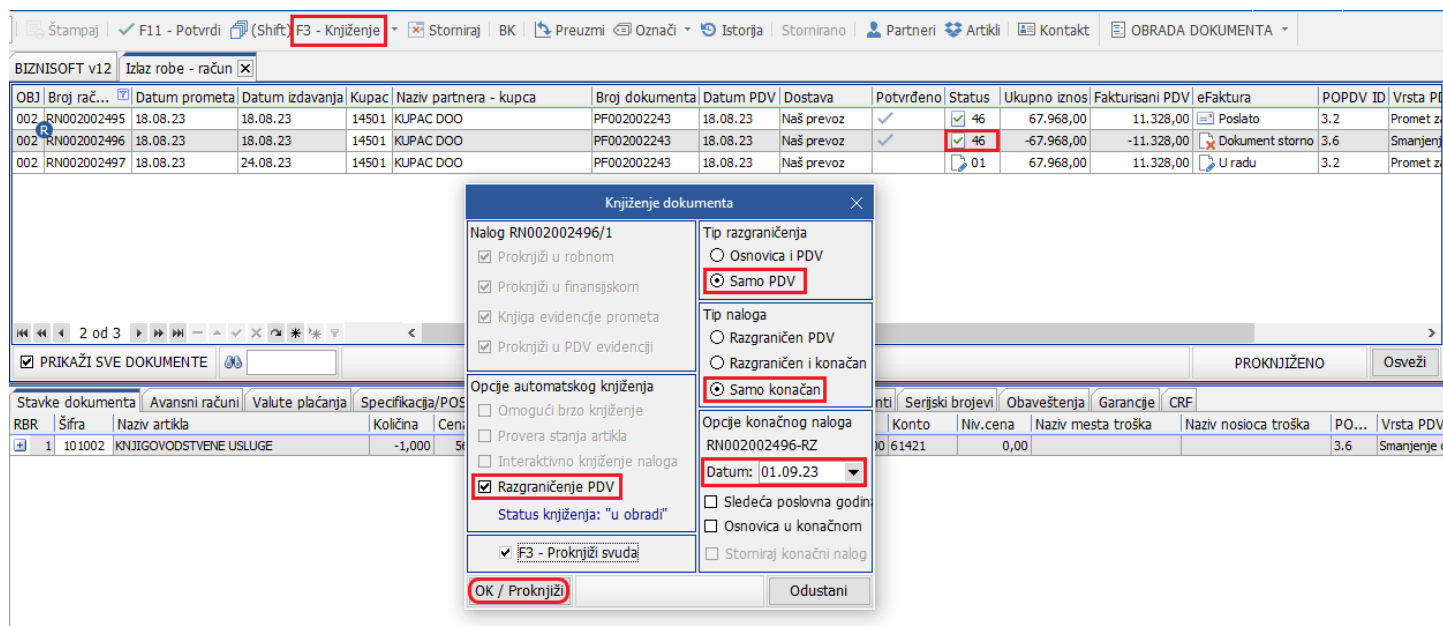 Štampaj F11 - Potvrdi (Shift) F3 - Knjiženje Storniraj BK Preuzmi Označi Istorija Stornirano Partneri Artikli Kontakt OBRADA DOKUMENTA
BIZNISOFT v12 Izlaz robe - račun
OBJ Broj rač... Datum prometa Datum izdavanja Kupac Naziv partnera - kupca Broj dokumenta Datum PDV Dostava Potvrđeno Status Ukupno iznos Fakturisani PDV eFaktura POPDV ID Vrsta PD
002 RN002002495 18.08.23 18.08.23 14501 KUPAC DOO PF002002243 18.08.23 Naš prevoz 46 67.968,00 11.328,00 Poslato 3.2 Promet za
R
002 RN002002496 18.08.23 18.08.23 14501 KUPAC DOO PF002002243 18.08.23 Naš prevoz 46 -67.968,00 -11.328,00 Dokument storno 3.6 Smanjenj
002 RN002002497 18.08.23 24.08.23 14501 KUPAC DOO PF002002243 18.08.23 Naš prevoz 01 67.968,00 11.328,00 U radu 3.2 Promet za
Knjiženje dokumenta
Nalog RN002002496/1
Proknjiži u robnom
Proknjiži u finansijskom
Knjiga evidencije prometa
Proknjiži u PDV evidenciji
Opcije automatskog knjiženja
Omogući brzo knjiženje
Provera stanja artikla
Interaktivno knjiženje naloga
Razgraničenje PDV
Status knjiženja: "u obradi"
F3 - Proknjiži svuda
Tip razgraničenja
Osnovica i PDV
Samo PDV
Tip naloga
Razgraničen PDV
Razgraničen i konačan
Samo konačan
Opcije konačnog naloga
RN002002496-RZ
Datum: 01.09.23
Sledeća poslovna godina
Osnovica u konačnom
Storniraj konačni nalog
OK / Proknjiži Odustani
2 od 3
PRIKAŽI SVE DOKUMENTE PROKNJIŽENO Osveži
Stavke dokumenta Avansni računi Valute plaćanja Specifikacija/POS nti Serijski brojevi Obaveštenja Garancije CRF
RBR Šifra Naziv artikla Količina Cena Konto Niv.cena Naziv mesta troška Naziv nosioca troška PO... Vrsta PDV
1 101002 KNJIGOVODSTVENE USLUGE -1,000 56 00 61421 0,00 3.6 Smanjenje o